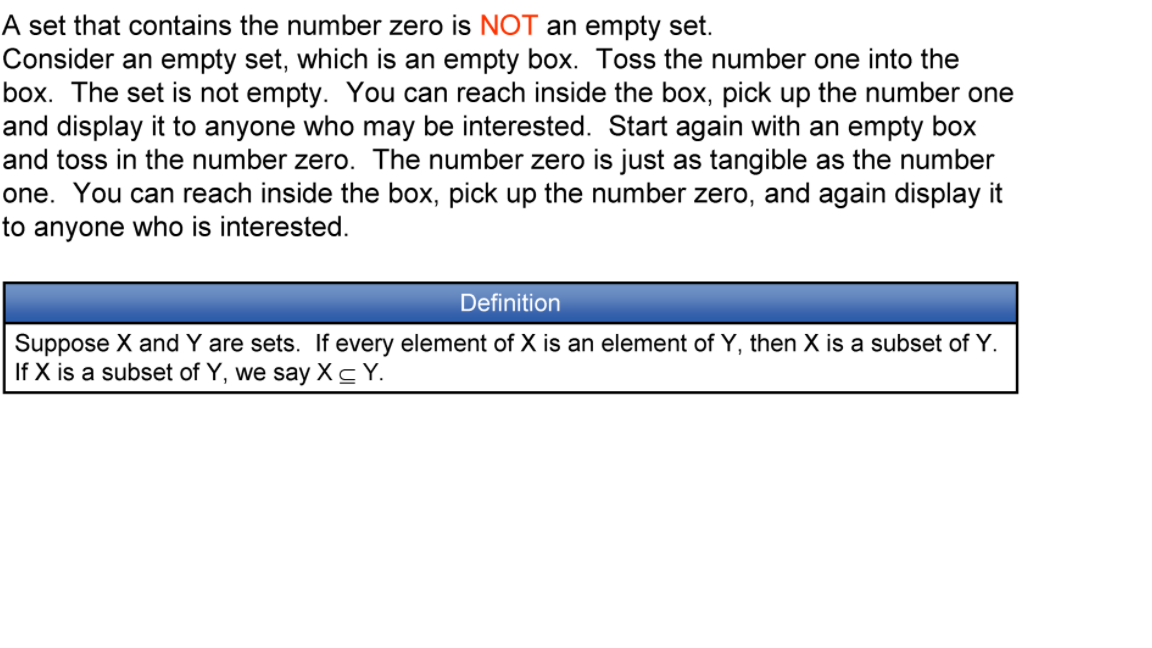 A set that contains the number zero is NOT an empty set.
Consider an empty set, which is an empty box.  Toss the number one into the
box.  The set is not empty.  You can reach inside the box, pick up the number one
and display it to anyone who may be interested.  Start again with an empty box
and toss in the number zero.  The number zero is just as tangible as the number
one.  You can reach inside the box, pick up the number zero, and again display it
to anyone who is interested.
Definition
Suppose X and Y are sets.  If every element of X is an element of Y, then X is a subset of Y.
If X is a subset of Y, we say X ⊆ Y.